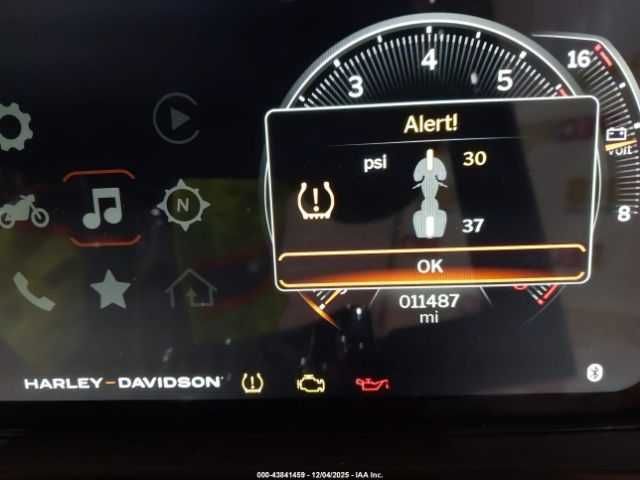 3
4
5
16
Alert!
psi
30
N
37
volt
8
OK
011487
mi
HARLEY-DAVIDSON
000-43841459 - 12/04/2025 - IAA Inc.